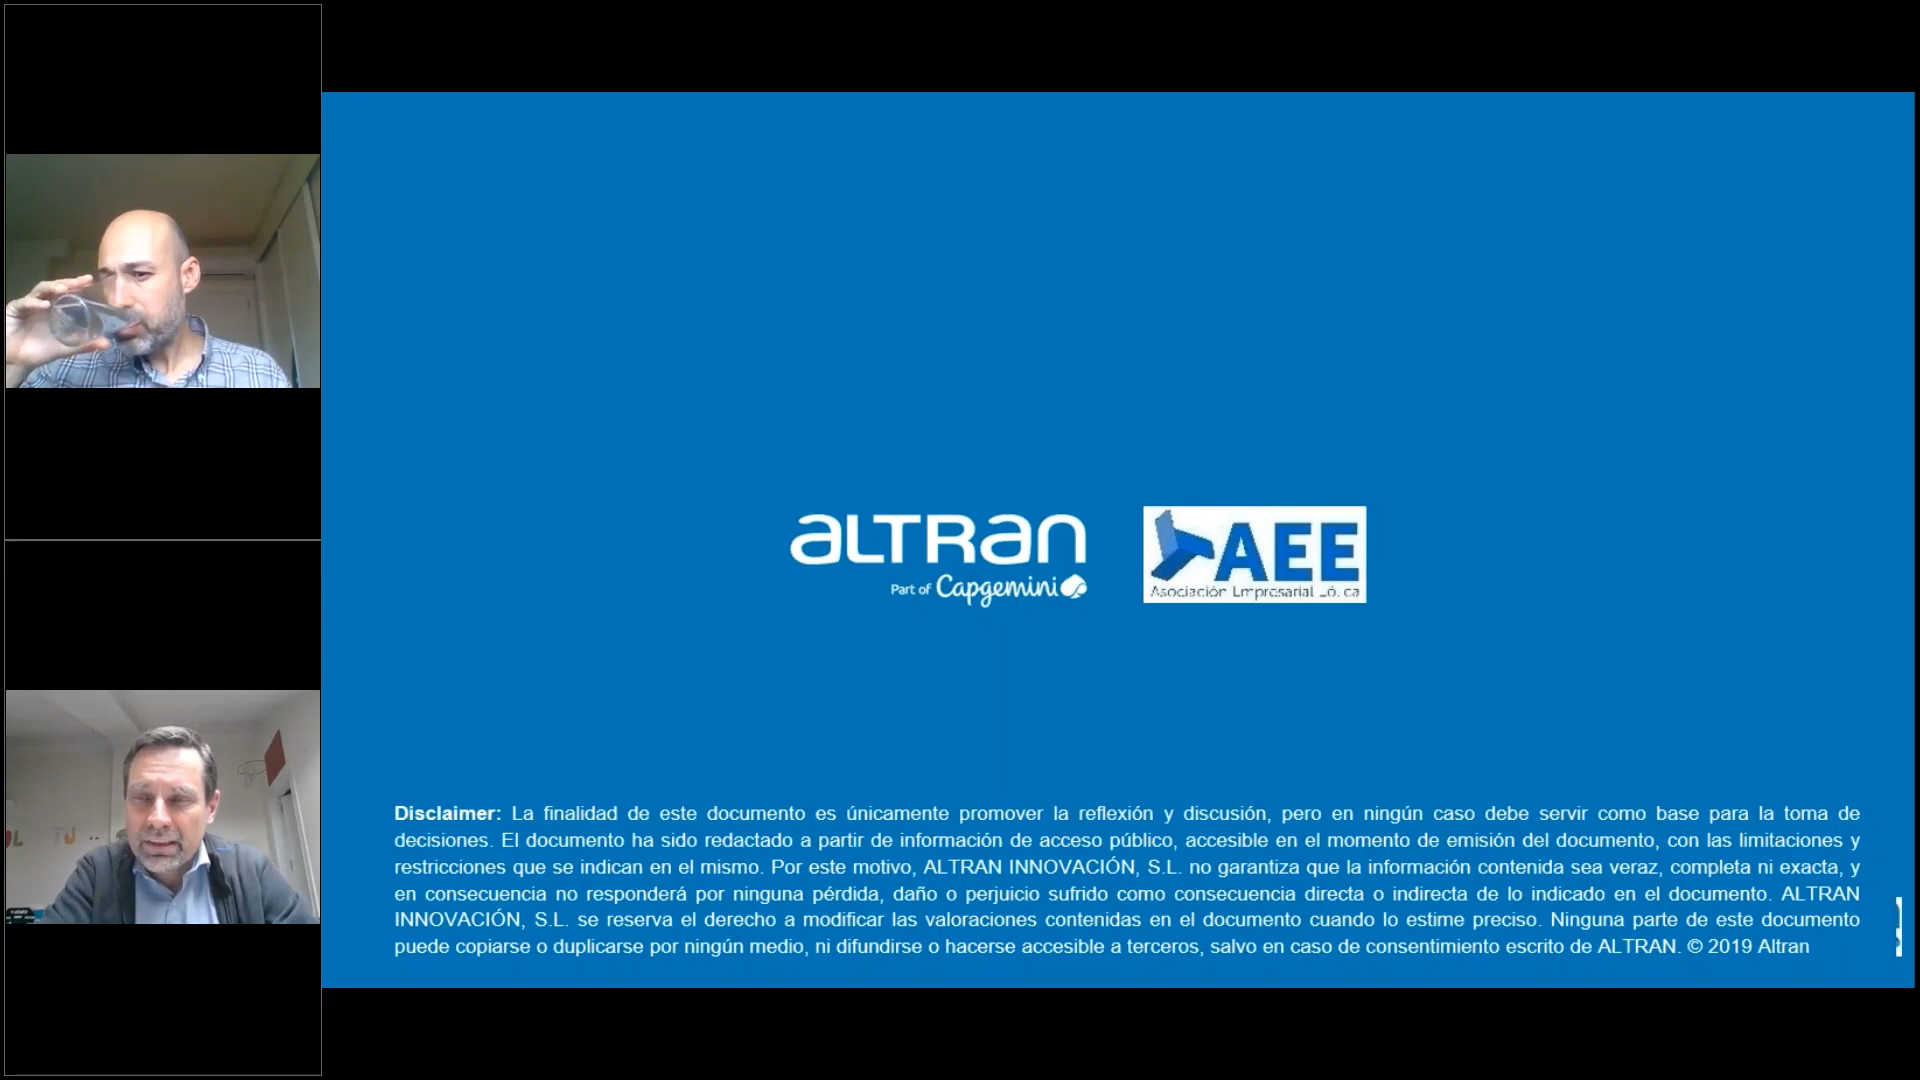 ALTRAN
Part of Capgemini
AEE
Asociación Empresarial
Disclaimer: La finalidad de este documento es únicamente promover la reflexión y discusión, pero en ningún caso debe servir como base para la toma de
decisiones. El documento ha sido redactado a partir de información de acceso público, accesible en el momento de emisión del documento, con las limitaciones y
restricciones que se indican en el mismo. Por este motivo, ALTRAN INNOVACIÓN, S.L. no garantiza que la información contenida sea veraz, completa ni exacta, y
en consecuencia no responderá por ninguna pérdida, daño o perjuicio sufrido como consecuencia directa o indirecta de lo indicado en el documento. ALTRAN
INNOVACIÓN, S.L. se reserva el derecho a modificar las valoraciones contenidas en el documento cuando lo estime preciso. Ninguna parte de este documento
puede copiarse o duplicarse por ningún medio, ni difundirse o hacerse accesible a terceros, salvo en caso de consentimiento escrito de ALTRAN. © 2019 Altran